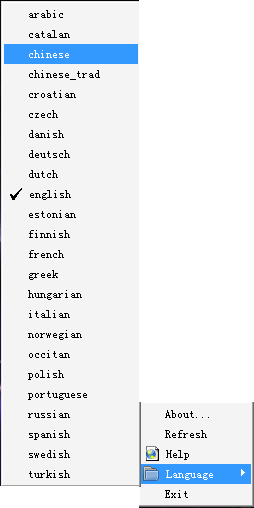 arabic
catalan
chinese
chinese_trad
croatian
czech
danish
deutsch
dutch
english
estonian
finnish
french
greek
hungarian
italian
norwegian
occitan
polish
portuguese
russian
spanish
swedish
turkish
About...
Refresh
Help
Language
Exit